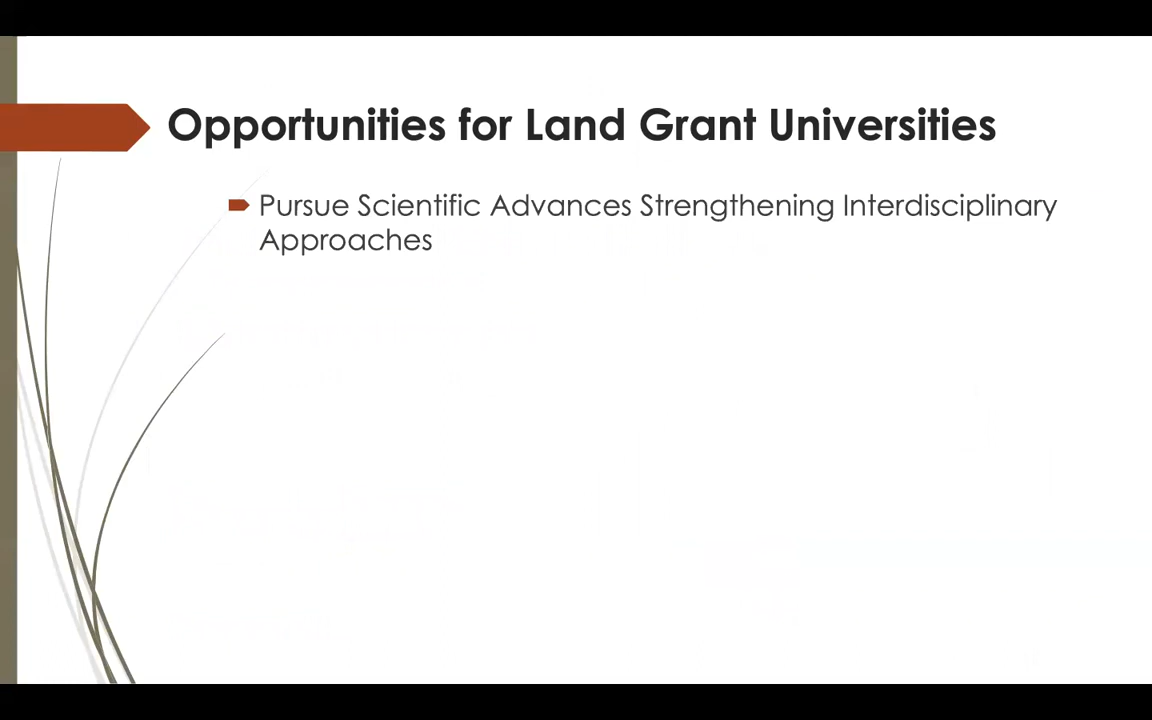 Opportunities for Land Grant Universities
Pursue Scientific Advances Strengthening Interdisciplinary
Approaches